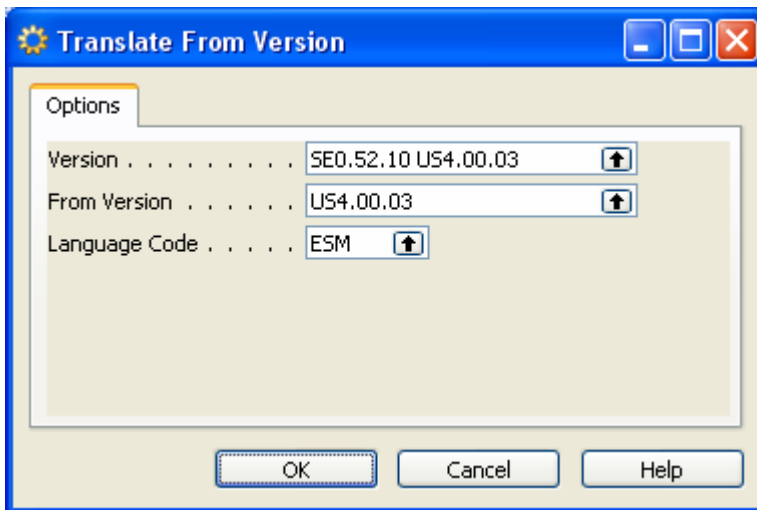 Translate From Version
Options
Version . . . . . . . . . SE0.52.10 US4.00.03
From Version . . . . . . US4.00.03
Language Code . . . . . ESM
OK Cancel Help